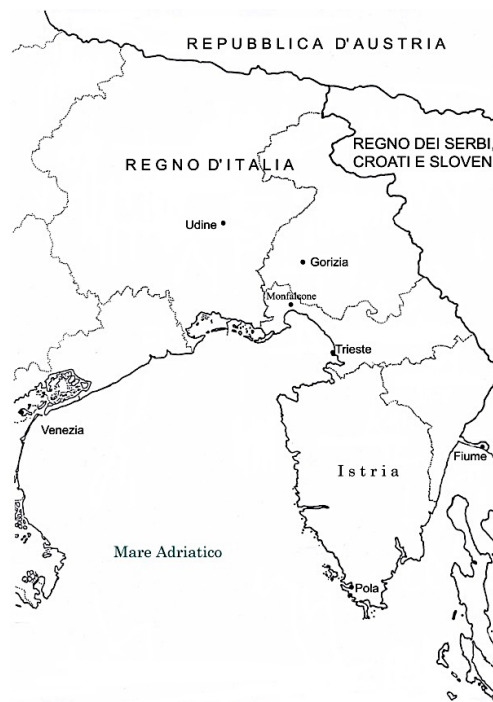 REPUBBLICA D'AUSTRIA
REGNO DEI SERBI,
CROATI E SLOVEN
REGNO D'ITALIA
Udine
Gorizia
Monfalcone
Trieste
Venezia
Fiume
Istria
Mare Adriatico
Pola